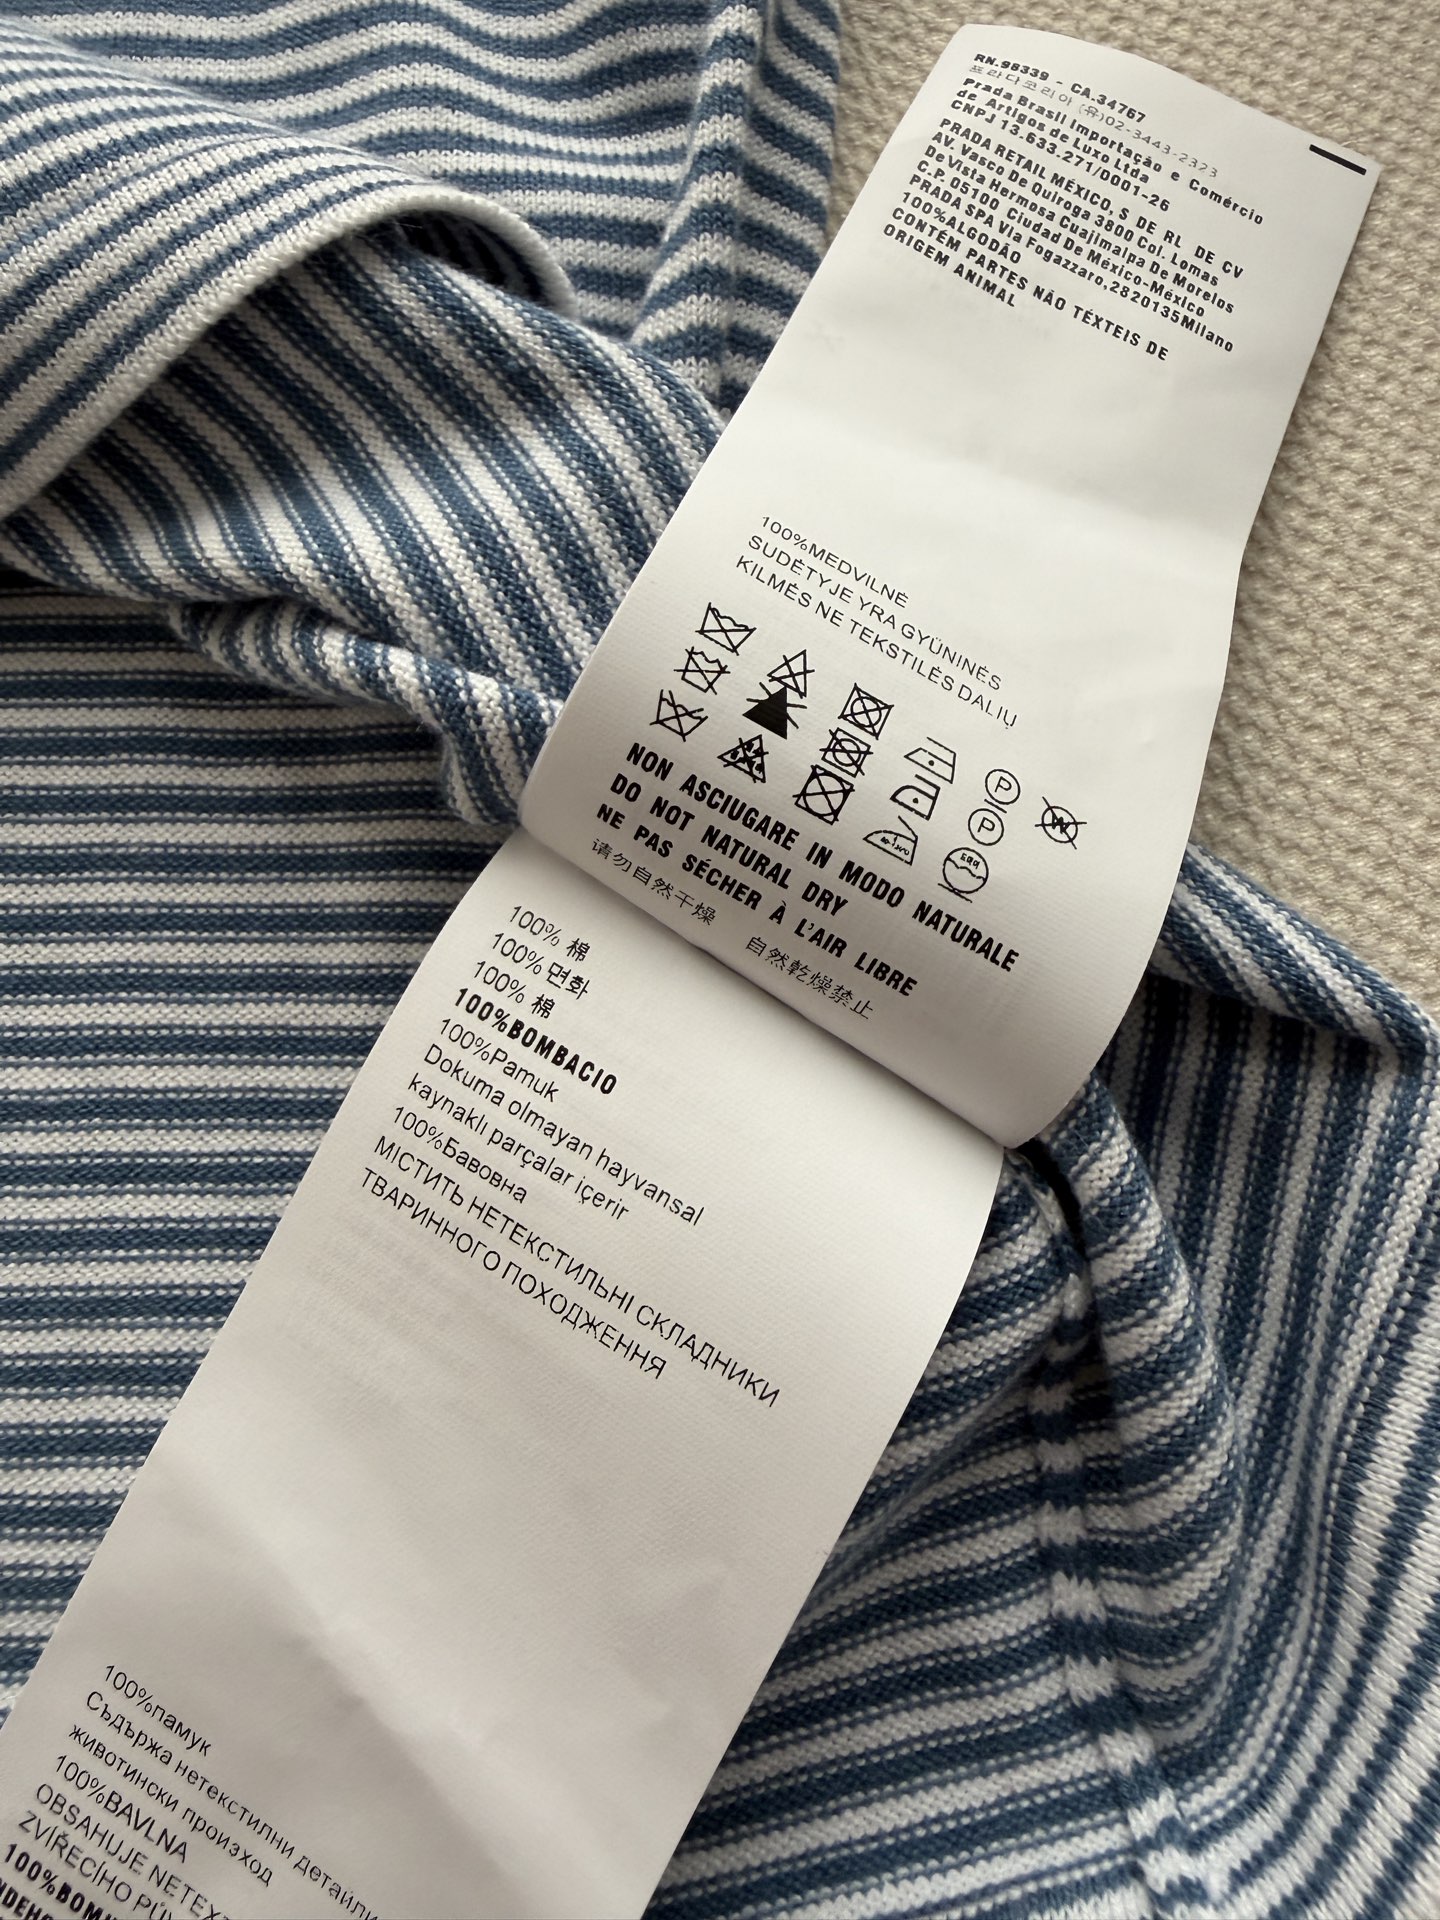 RN.98339 - CA.34767
프라다코리아 (유)02-3443-2323
Prada Brasil Importação e Comércio
de Artigos de Luxo Ltda
CNPJ 13.633.271/0001-26
PRADA RETAIL MÉXICO, S DE RL DE CV
AV. Vasco De Quiroga 3800 Col. Lomas
De Vista Hermosa Cuajimalpa De Morelos
C.P. 05100 Ciudad De México-México
PRADA SPA Via Fogazzaro,2820135Milano
100%ALGODÃO
CONTÉM PARTES NÃO TÊXTEIS DE
ORIGEM ANIMAL
100%MEDVILNĖ
SUDĖTYJE YRA GYŪNINĖS
KILMĖS NE TEKSTILĖS DALIŲ
P
W
P
NON ASCIUGARE IN MODO NATURALE
DO NOT NATURAL DRY
NE PAS SÉCHER À L'AIR LIBRE
请勿自然干燥 自然乾燥禁止
100% 棉
100% 면화
100% 棉
100%BOMBACIO
100%Pamuk
Dokuma olmayan hayvansal
kaynaklı parçalar içerir
100%Бавовна
МІСТИТЬ НЕТЕКСТИЛЬНІ СКЛАДНИКИ
ТВАРИННОГО ПОХОДЖЕННЯ
100%памук
Съдържа нетекстилни детайли
животински произход
100%BAVLNA
OBSAHUJE NETEX
ZVÍŘECÍHO PŮV
100%BOM